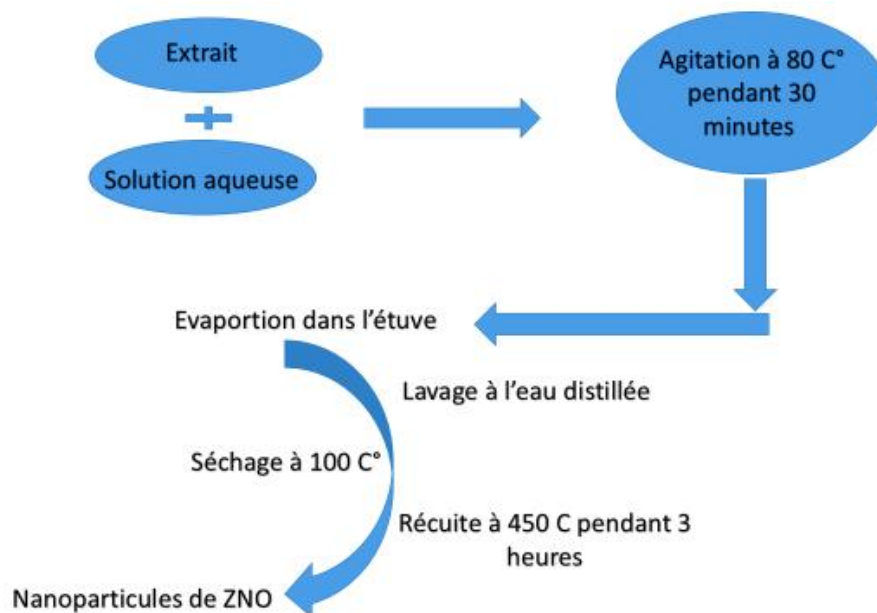 Extrait
+
Solution aqueuse
Agitation à 80 C°
pendant 30
minutes
Evaportion dans l'étuve
Lavage à l'eau distillée
Séchage à 100 C°
Récuite à 450 C pendant 3
heures
Nanoparticules de ZNO